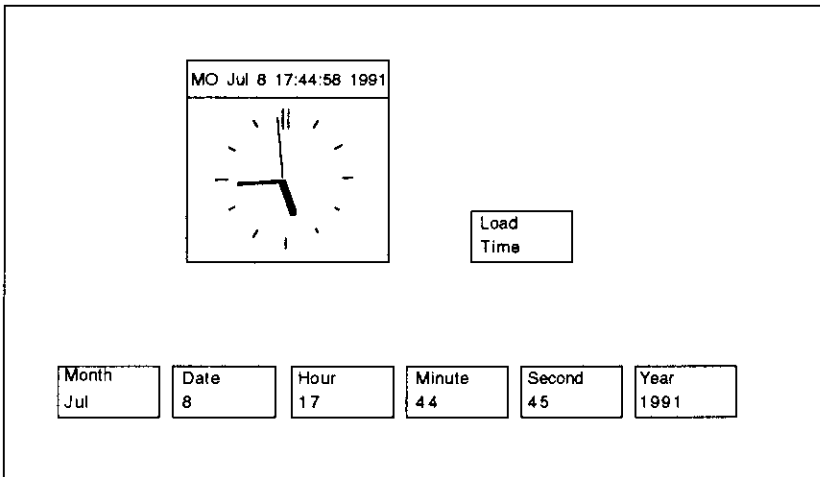 MO Jul 8 17:44:58 1991
Load
Time
Month
Jul
Date
8
Hour
17
Minute
44
Second
45
Year
1991